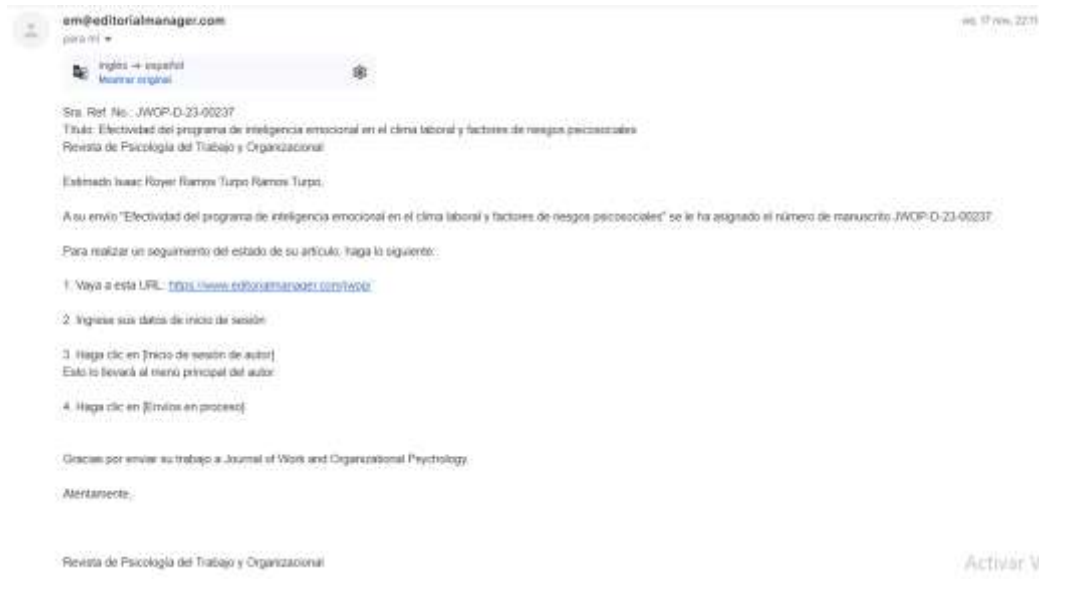 em@editorialmanager.com
vie, 17 nov, 22:11
para mí
inglés → español
Mostrar original
Sra. Ref. No.: JWOP-D-23-00237
Título: Efectividad del programa de inteligencia emocional en el clima laboral y factores de riesgos psicosociales
Revista de Psicología del Trabajo y Organizacional
Estimado Isaac Royer Ramos Turpo Ramos Turpo,
A su envío "Efectividad del programa de inteligencia emocional en el clima laboral y factores de riesgos psicosociales" se le ha asignado el número de manuscrito JWOP-D-23-00237.
Para realizar un seguimiento del estado de su artículo, haga lo siguiente:
1. Vaya a esta URL: https://www.editorialmanager.com/jwop/
2. Ingrese sus datos de inicio de sesión
3. Haga clic en [Inicio de sesión de autor]
Esto lo llevará al menú principal del autor.
4. Haga clic en [Envíos en proceso]
Gracias por enviar su trabajo a Journal of Work and Organizational Psychology.
Atentamente,
Revista de Psicología del Trabajo y Organizacional
Activar